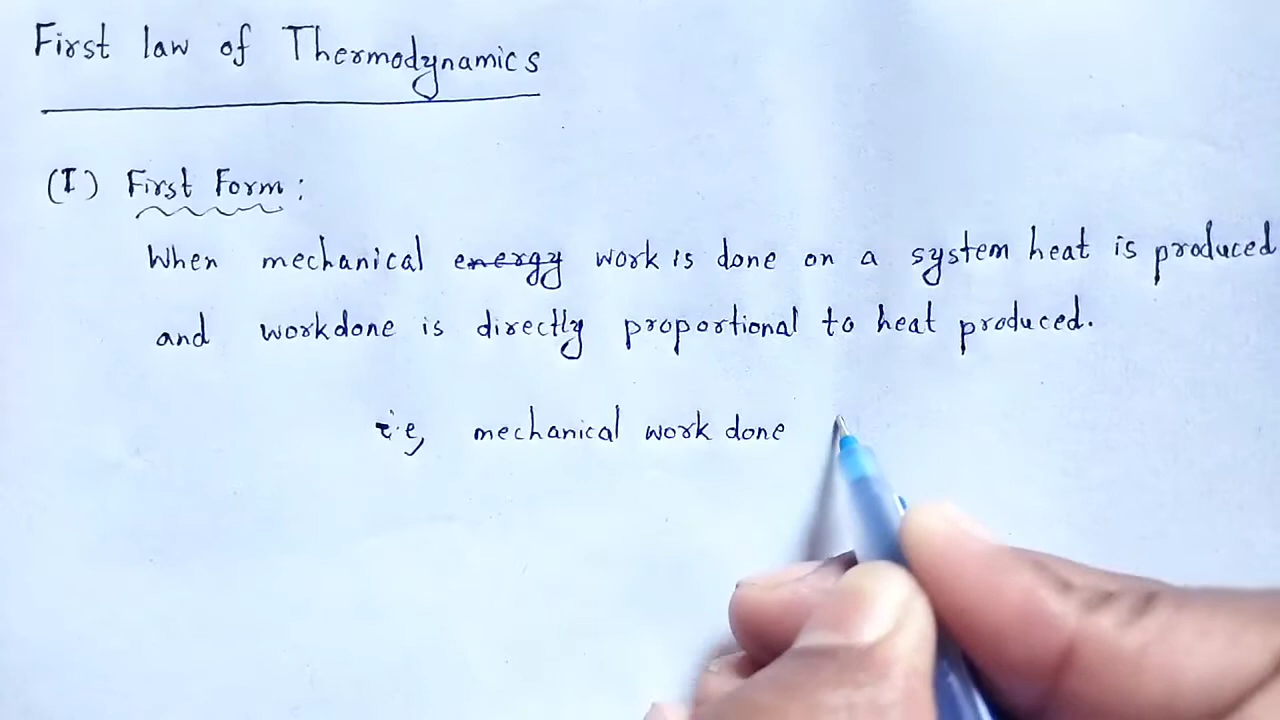 First law of Thermodynamics
(I) First Form :
When mechanical energy work is done on a system heat is produced
and workdone is directly proportional to heat produced.
i.e, mechanical work done